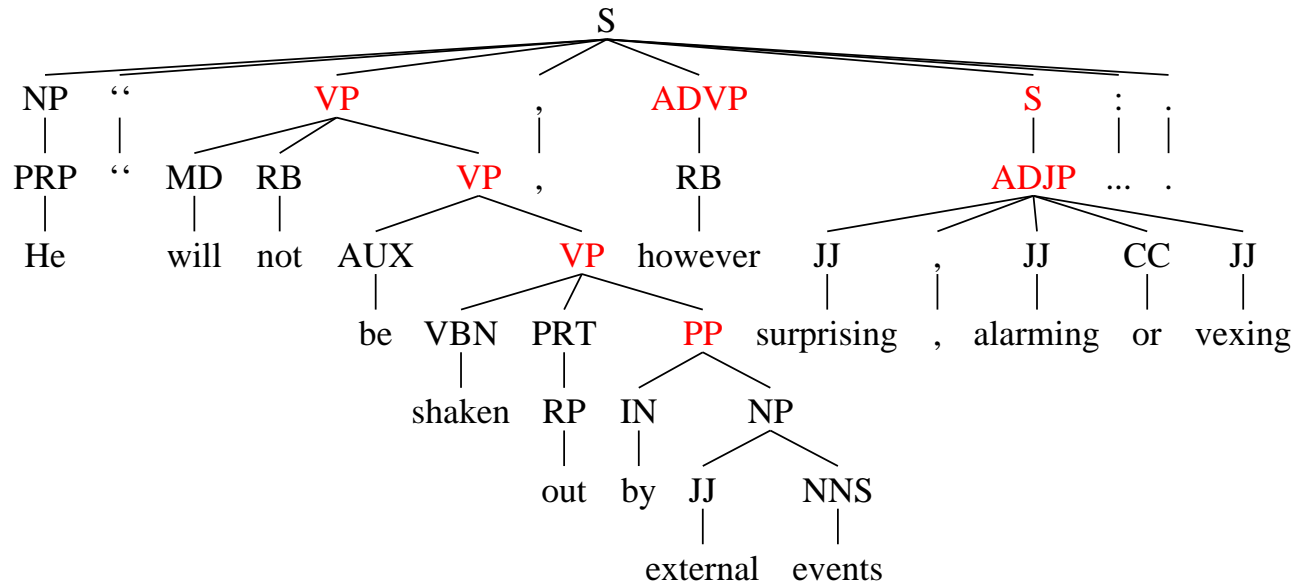 S
NP ‘‘ VP , ADVP S : .
PRP ‘‘ MD RB VP , RB ADJP ... .
He will not AUX VP however JJ , JJ CC JJ
be VBN PRT PP surprising , alarming or vexing
shaken RP IN NP
out by JJ NNS
external events